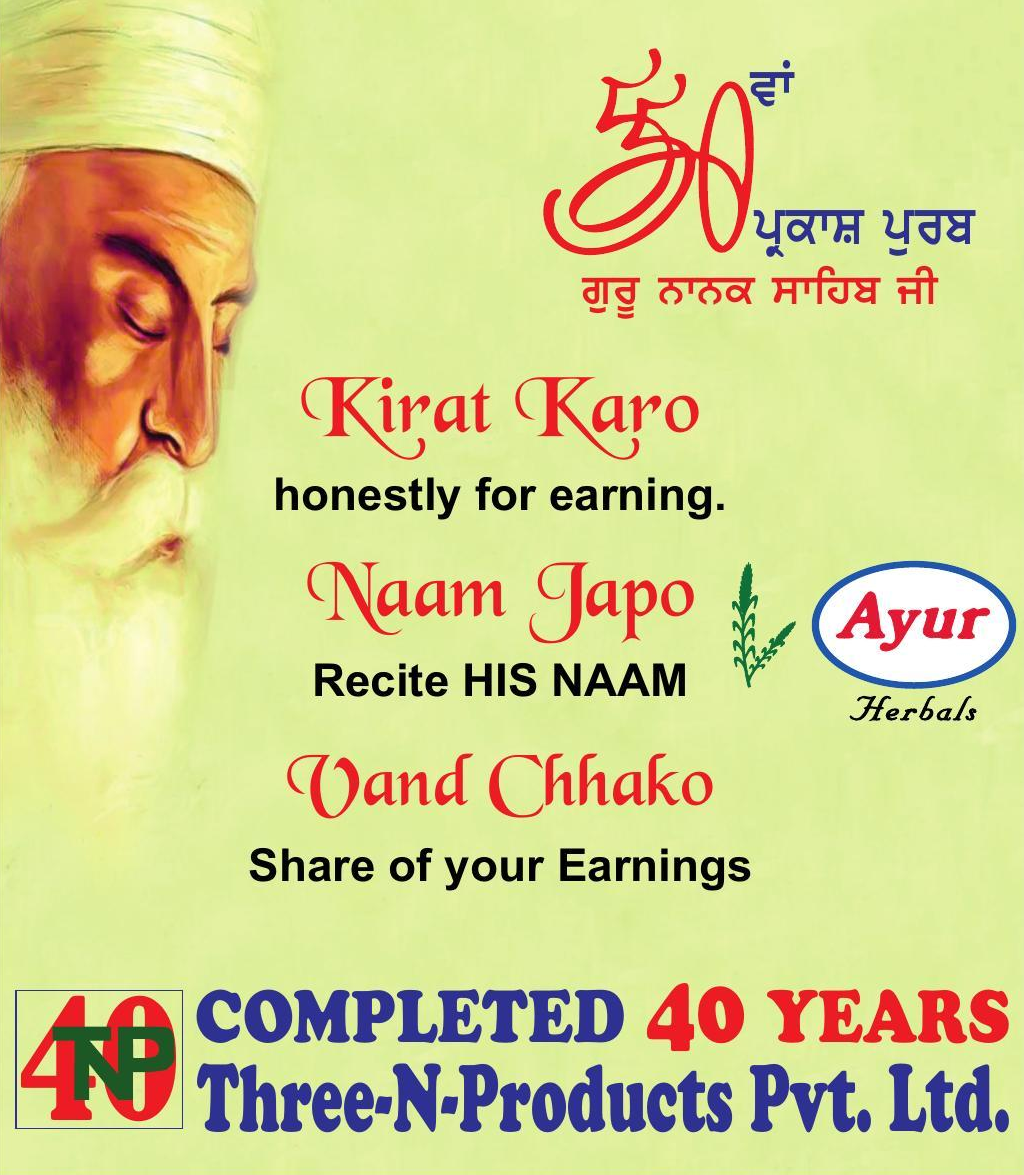 ੫੫੦ਵਾਂ
ਪ੍ਰਕਾਸ਼ ਪੁਰਬ
ਗੁਰੂ ਨਾਨਕ ਸਾਹਿਬ ਜੀ
Kirat Karo
honestly for earning.
Naam Japo
Recite HIS NAAM
Ayur
Herbals
Vand Chhako
Share of your Earnings
40
TNP
COMPLETED 40 YEARS
Three-N-Products Pvt. Ltd.